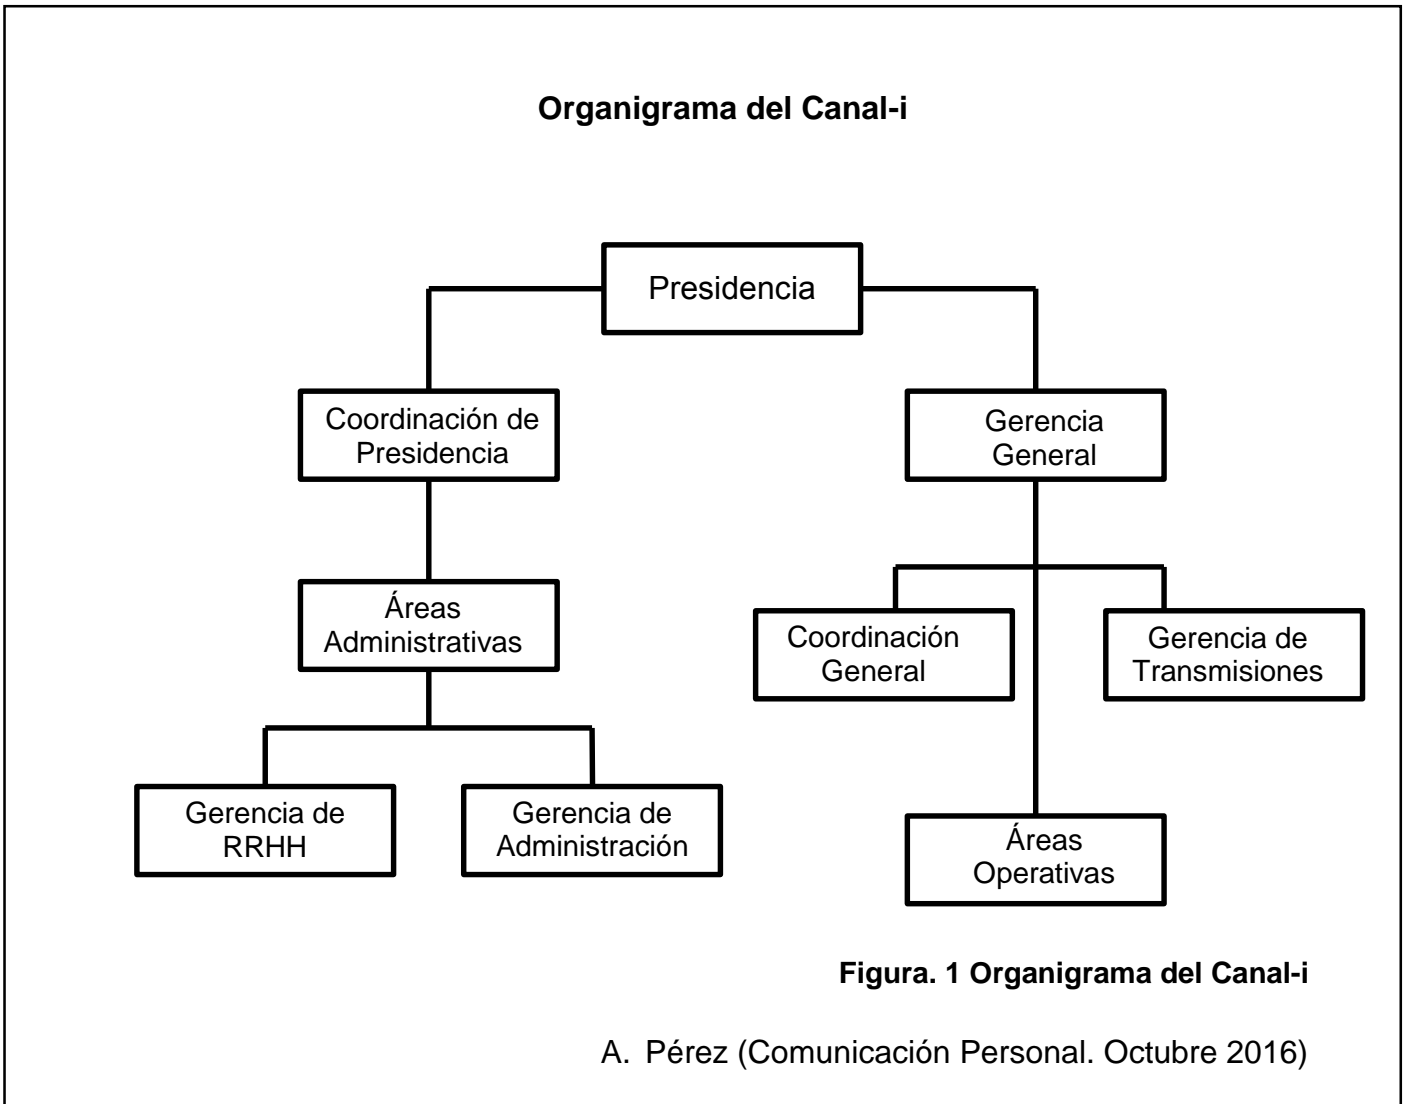 Organigrama del Canal-i
Presidencia
Coordinación de
Presidencia
Gerencia
General
Áreas
Administrativas
Coordinación
General
Gerencia de
Transmisiones
Gerencia de
RRHH
Gerencia de
Administración
Áreas
Operativas
Figura. 1 Organigrama del Canal-i
A. Pérez (Comunicación Personal. Octubre 2016)